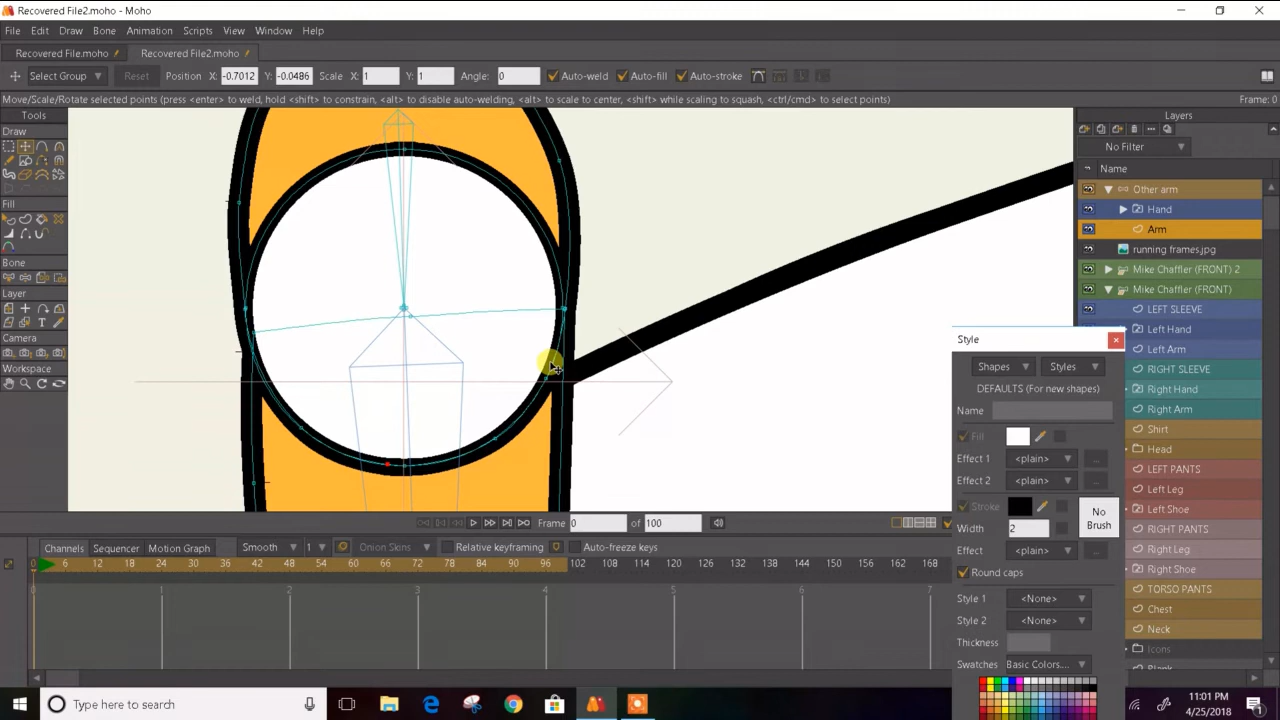 Recovered File2.moho - Moho
File Edit Draw Bone Animation Scripts View Window Help
Recovered File.moho Recovered File2.moho
Select Group Reset Position X: -0.7012 Y: -0.0486 Scale X: 1 Y: 1 Angle: 0 Auto-weld Auto-fill Auto-stroke
Move/Scale/Rotate selected points (press <enter> to weld, hold <shift> to constrain, <alt> to disable auto-welding, <alt> to scale to center, <shift> while scaling to squash, <ctrl/cmd> to select points) Frame: 0
Tools
Draw
Fill
Bone
Layer
Camera
Workspace
Layers
No Filter
Name
Other arm
Hand
Arm
running frames.jpg
Mike Chaffler (FRONT) 2
Mike Chaffler (FRONT)
LEFT SLEEVE
Left Hand
Left Arm
RIGHT SLEEVE
Right Hand
Right Arm
Shirt
Head
LEFT PANTS
Left Leg
Left Shoe
RIGHT PANTS
Right Leg
Right Shoe
TORSO PANTS
Chest
Neck
Icons
Blank
Style
Shapes Styles
DEFAULTS (For new shapes)
Name
Fill
Effect 1 <plain> ...
Effect 2 <plain> ...
Stroke
No Brush
Width 2
Effect <plain> ...
Round caps
Style 1 <None>
Style 2 <None>
Thickness
Swatches Basic Colors...
Frame 0 of 100
Channels Sequencer Motion Graph Smooth 1 Onion Skins Relative keyframing Auto-freeze keys
0 6 12 18 24 30 36 42 48 54 60 66 72 78 84 90 96 102 108 114 120 126 132 138 144 150 156 162 168
0 1 2 3 4 5 6 7
Type here to search
11:01 PM
4/25/2018